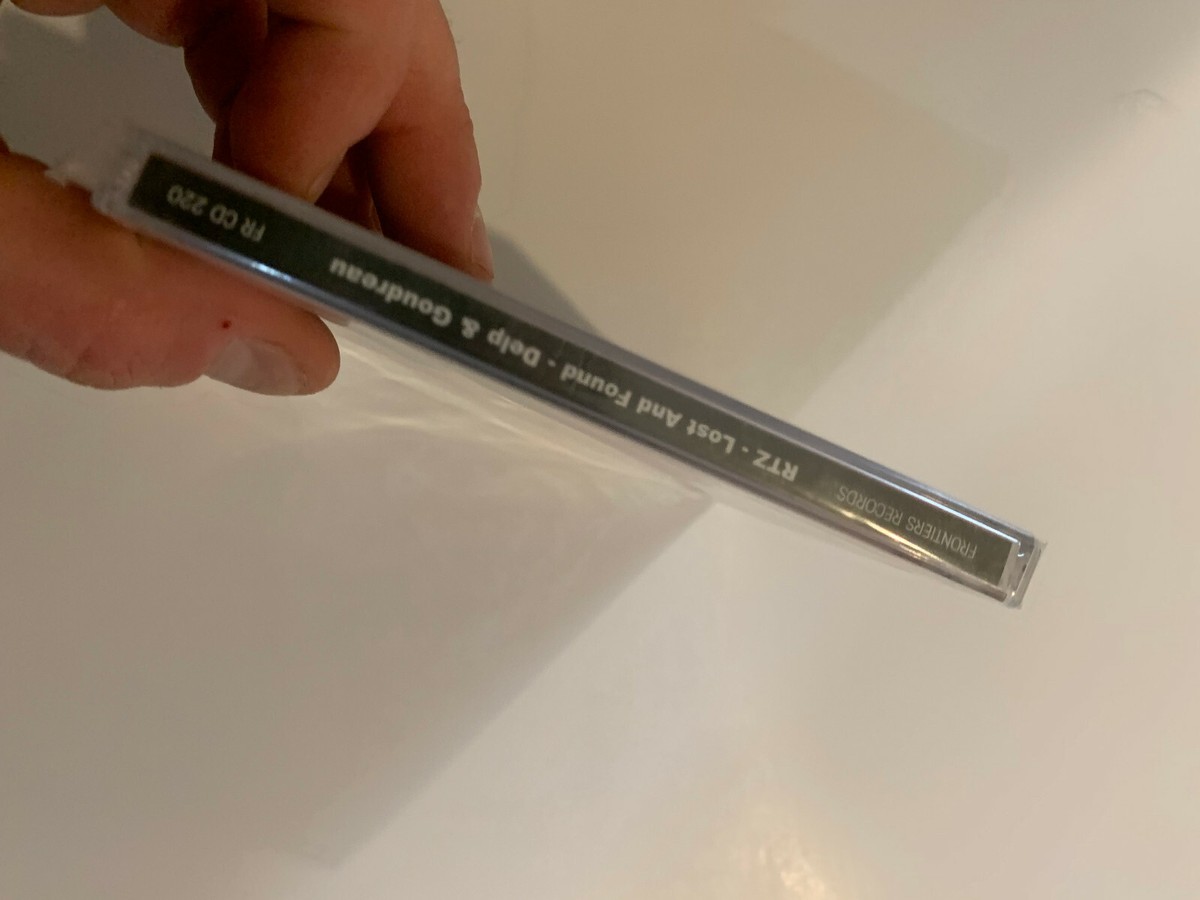 FRONTIERS RECORDS RTZ - Lost And Found - Delp & Goudreau FR CD 220